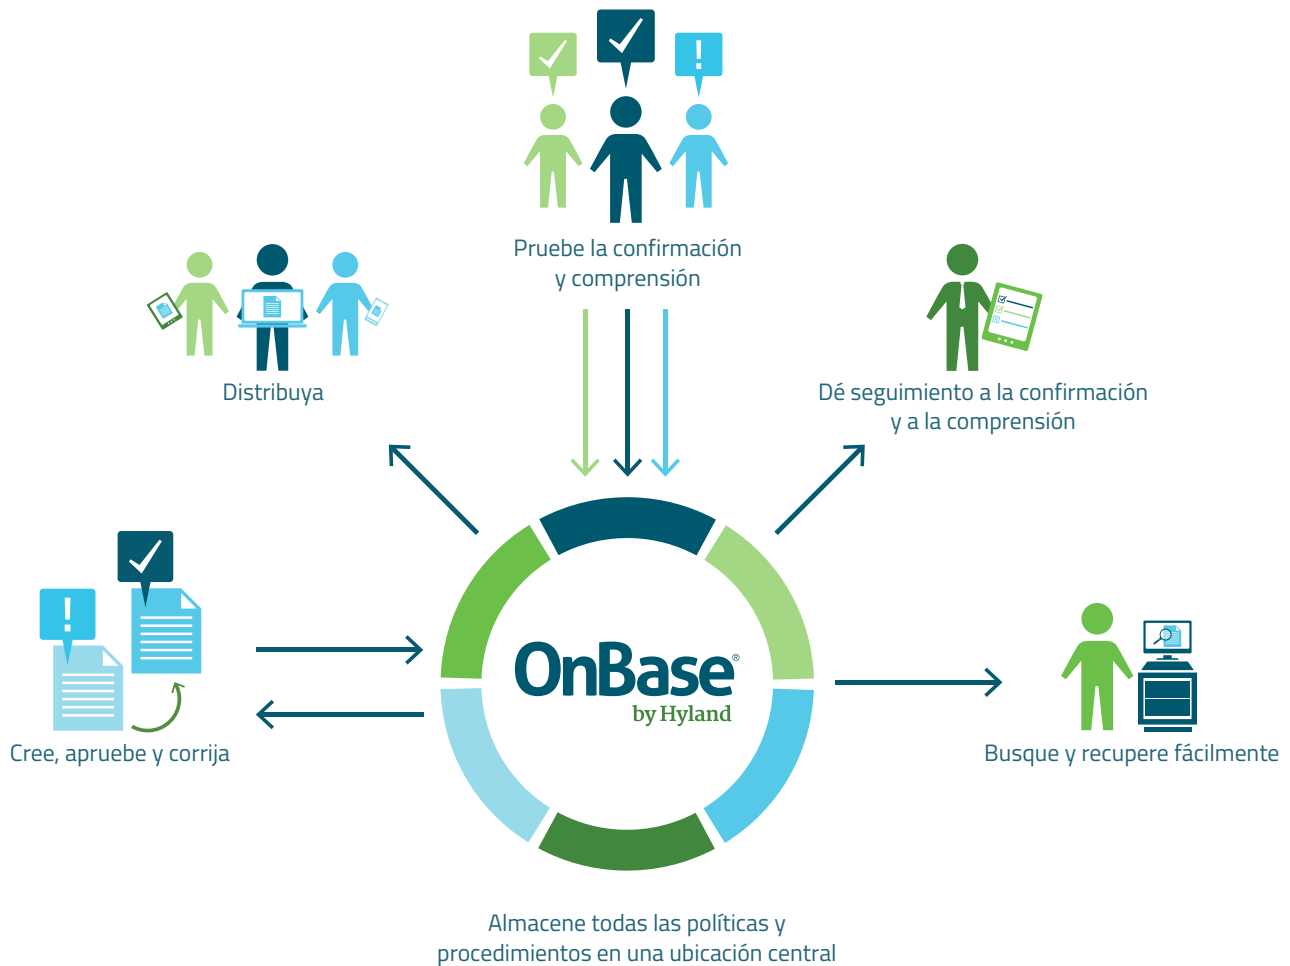 Pruebe la confirmación
y comprensión
Distribuya
Dé seguimiento a la confirmación
y a la comprensión
Cree, apruebe y corrija
OnBase®
by Hyland
Busque y recupere fácilmente
Almacene todas las políticas y
procedimientos en una ubicación central